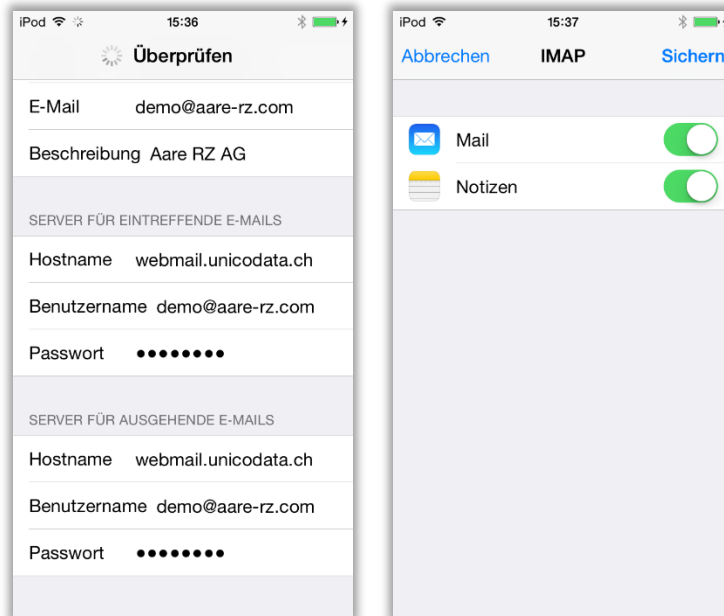 iPod 15:36
Überprüfen
E-Mail demo@aare-rz.com
Beschreibung Aare RZ AG
SERVER FÜR EINTREFFENDE E-MAILS
Hostname webmail.unicodata.ch
Benutzername demo@aare-rz.com
Passwort ••••••••
SERVER FÜR AUSGEHENDE E-MAILS
Hostname webmail.unicodata.ch
Benutzername demo@aare-rz.com
Passwort ••••••••
iPod 15:37
Abbrechen IMAP Sichern
Mail
Notizen